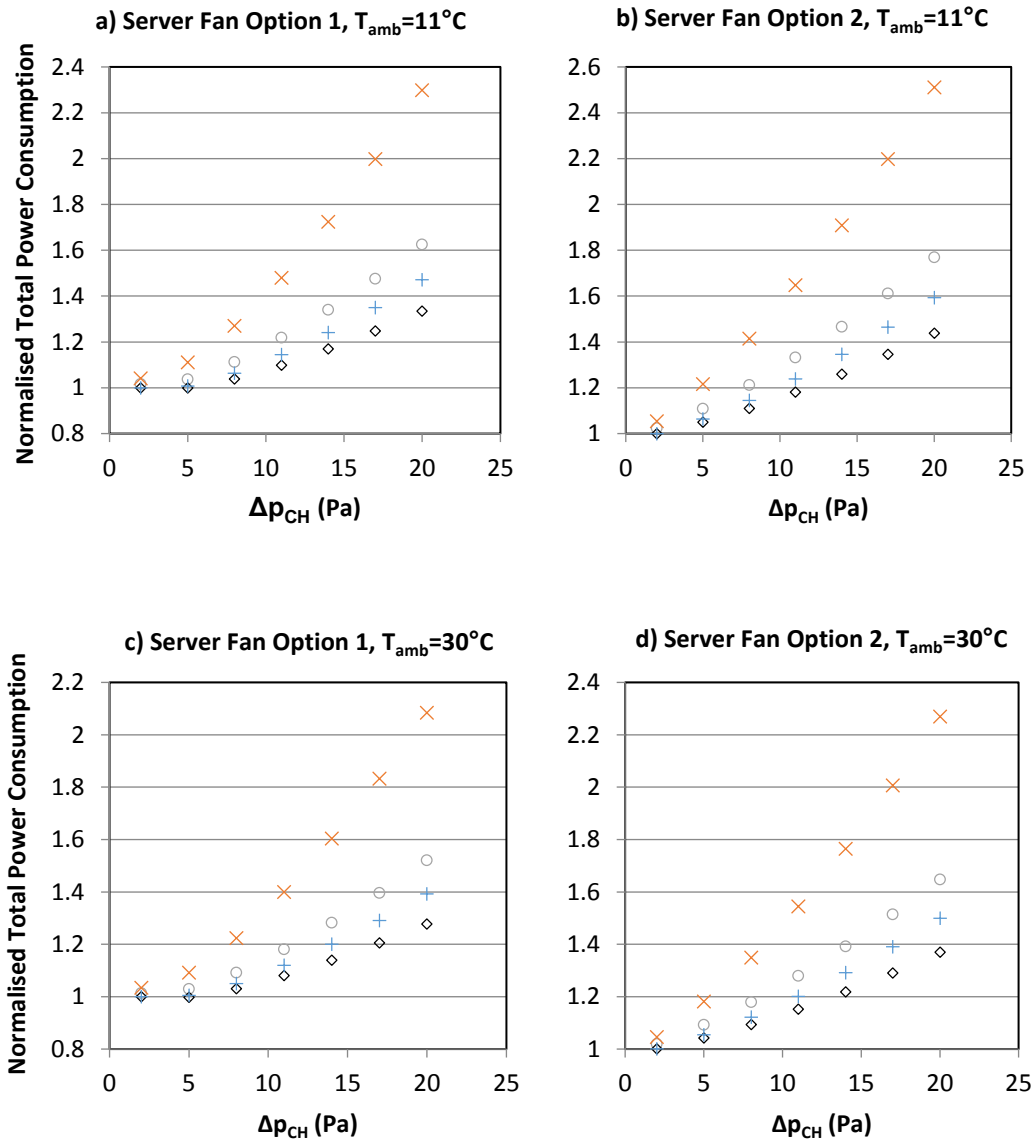 a) Server Fan Option 1, Tamb=11°C
Normalised Total Power Consumption
2.4
2.2
2
1.8
1.6
1.4
1.2
1
0.8
0 5 10 15 20 25
ΔpCH (Pa)
b) Server Fan Option 2, Tamb=11°C
2.6
2.4
2.2
2
1.8
1.6
1.4
1.2
1
0 5 10 15 20 25
ΔpCH (Pa)
c) Server Fan Option 1, Tamb=30°C
Normalised Total Power Consumption
2.2
2
1.8
1.6
1.4
1.2
1
0.8
0 5 10 15 20 25
ΔpCH (Pa)
d) Server Fan Option 2, Tamb=30°C
2.4
2.2
2
1.8
1.6
1.4
1.2
1
0 5 10 15 20 25
ΔpCH (Pa)